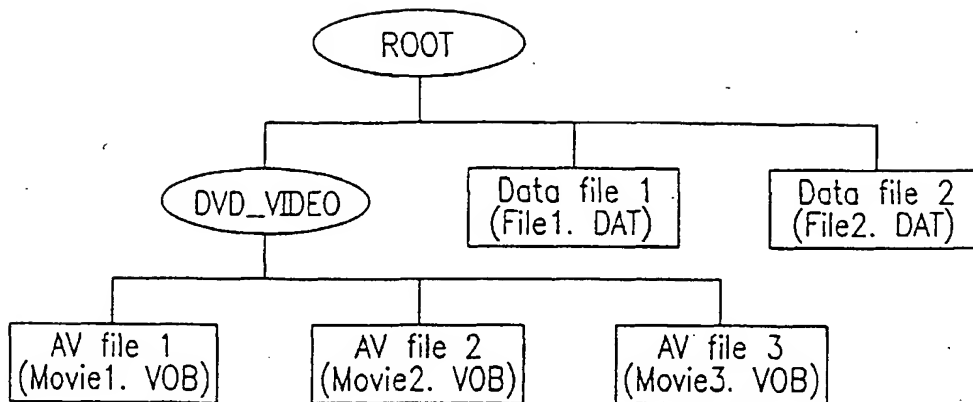 ROOT
DVD_VIDEO
Data file 1
(File1. DAT)
Data file 2
(File2. DAT)
AV file 1
(Movie1. VOB)
AV file 2
(Movie2. VOB)
AV file 3
(Movie3. VOB)